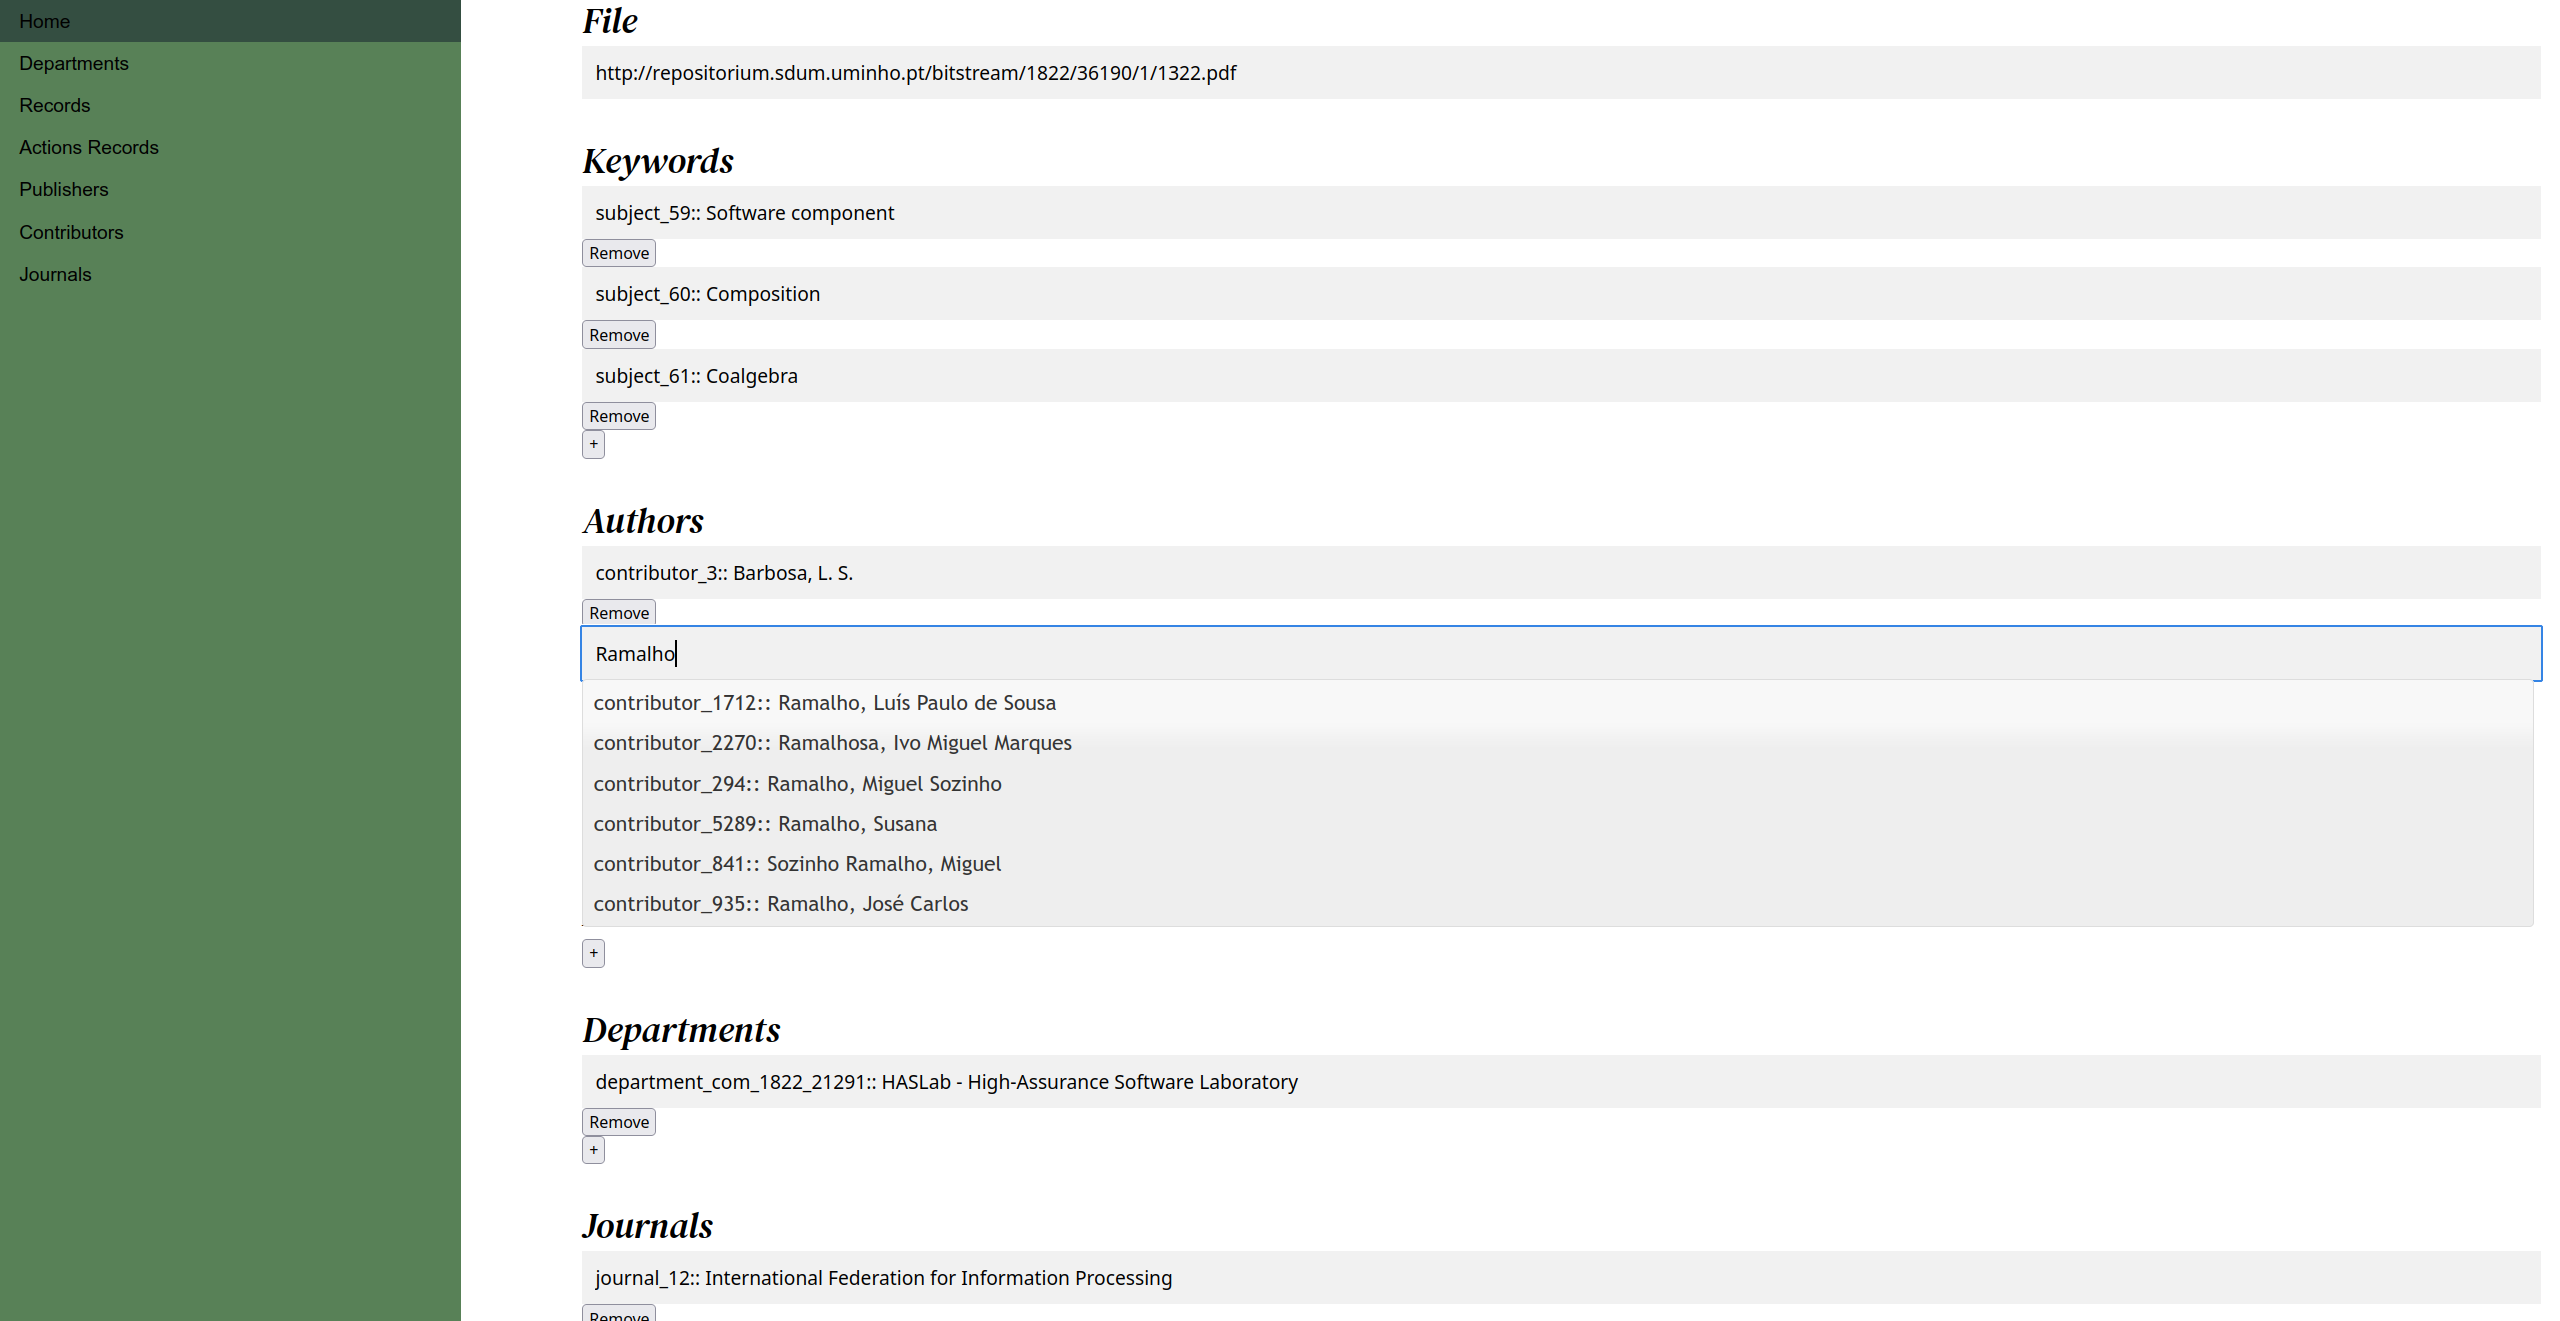 Home
Departments
Records
Actions Records
Publishers
Contributors
Journals
File
http://repositorium.sdum.uminho.pt/bitstream/1822/36190/1/1322.pdf
Keywords
subject_59:: Software component
Remove
subject_60:: Composition
Remove
subject_61:: Coalgebra
Remove
+
Authors
contributor_3:: Barbosa, L. S.
Remove
Ramalho
contributor_1712:: Ramalho, Luís Paulo de Sousa
contributor_2270:: Ramalhosa, Ivo Miguel Marques
contributor_294:: Ramalho, Miguel Sozinho
contributor_5289:: Ramalho, Susana
contributor_841:: Sozinho Ramalho, Miguel
contributor_935:: Ramalho, José Carlos
+
Departments
department_com_1822_21291:: HASLab - High-Assurance Software Laboratory
Remove
+
Journals
journal_12:: International Federation for Information Processing
Remove